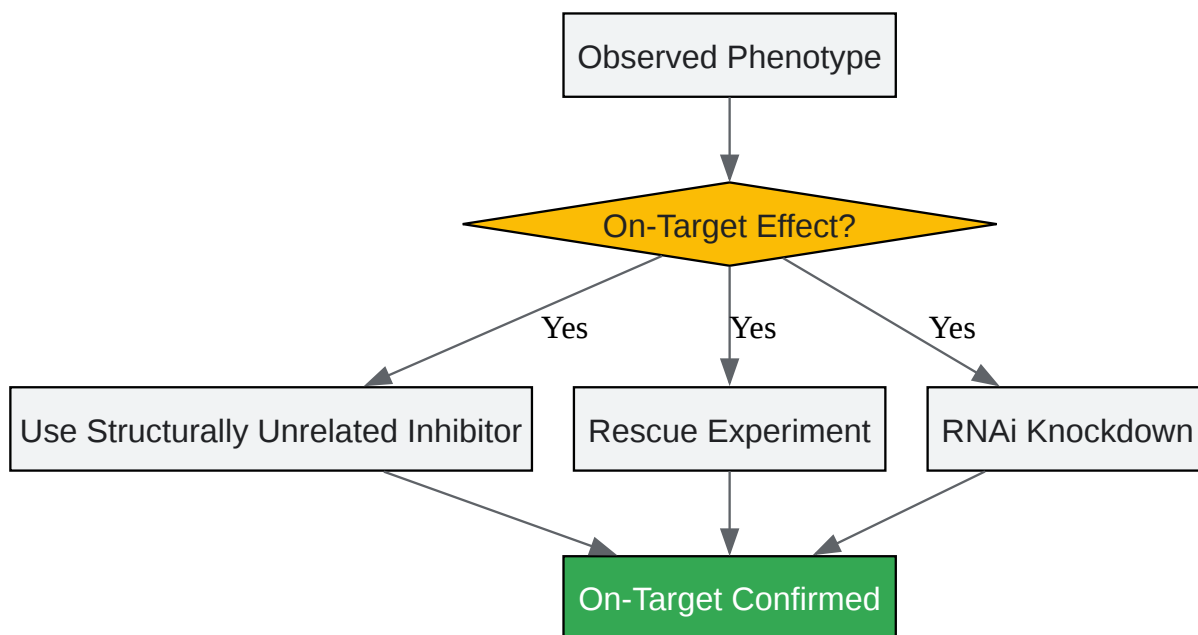 Observed Phenotype
On-Target Effect?
Yes
Yes
Yes
Use Structurally Unrelated Inhibitor
Rescue Experiment
RNAi Knockdown
On-Target Confirmed